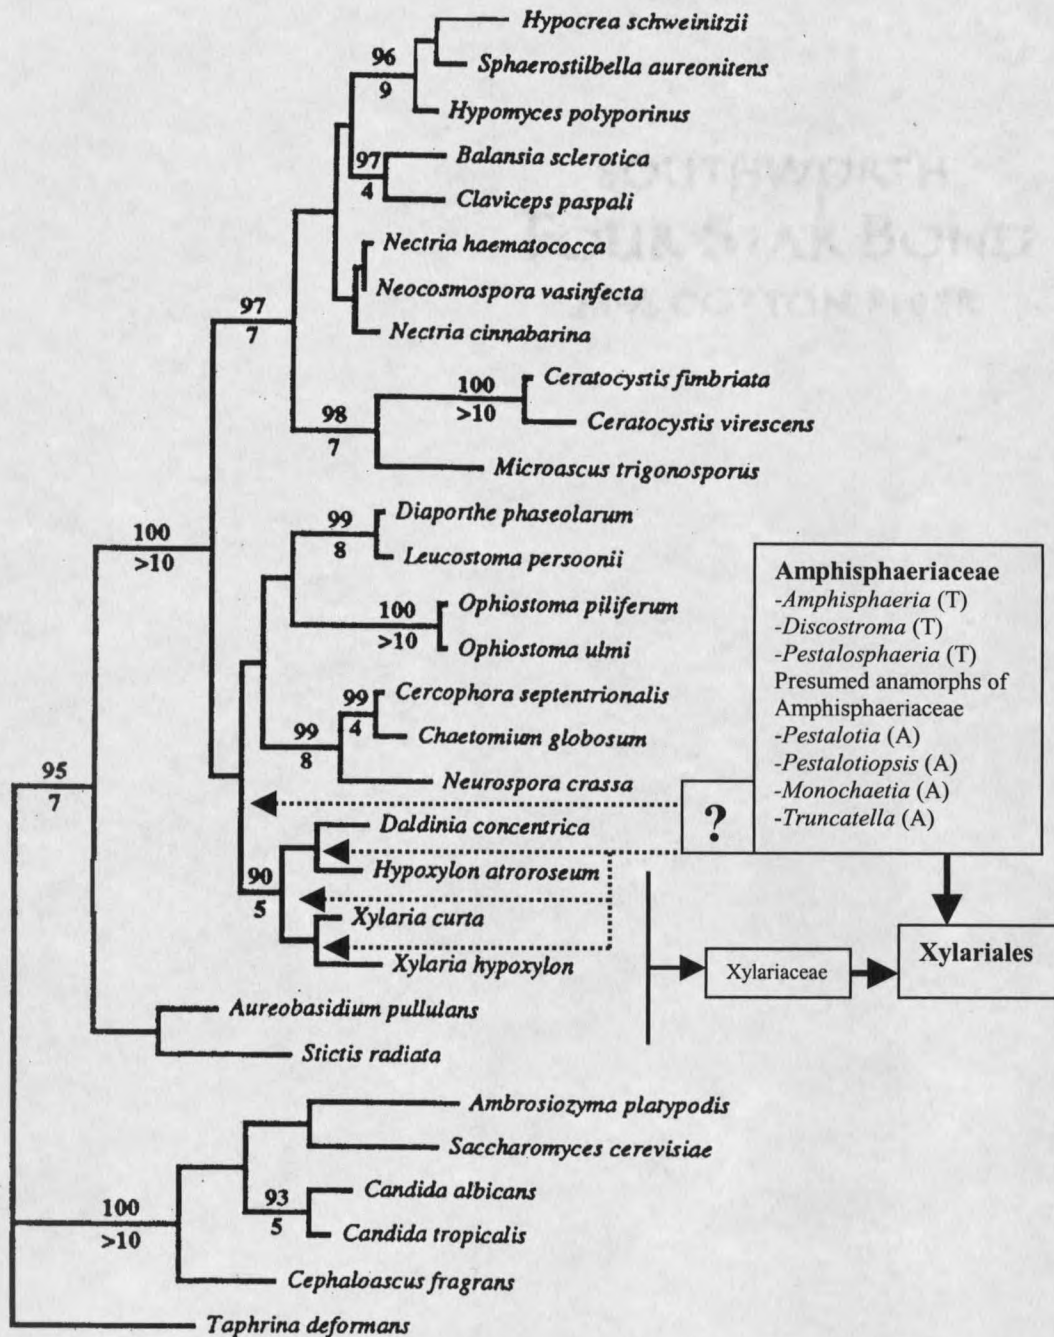 Hypocrea schweinitzii
96
Sphaerostilbella aureonitens
9
Hypomyces polyporinus
97
Balansia sclerotica
4
Claviceps paspali
Nectria haematococca
Neocosmospora vasinfecta
97
7
Nectria cinnabarina
100
Ceratocystis fimbriata
>10
98
Ceratocystis virescens
7
Microascus trigonosporus
99
Diaporthe phaseolarum
8
Leucostoma persoonii
100
>10
100
Ophiostoma piliferum
>10
Ophiostoma ulmi
99
Cercophora septentrionalis
4
99
Chaetomium globosum
8
95
7
Neurospora crassa
Daldinia concentrica
Hypoxylon atroroseum
90
5
Xylaria curta
Xylaria hypoxylon
Aureobasidium pullulans
Stictis radiata
Ambrosiozyma platypodis
Saccharomyces cerevisiae
93
Candida albicans
5
100
Candida tropicalis
>10
Cephaloascus fragrans
Taphrina deformans
?
Amphisphaeriaceae
-Amphisphaeria (T)
-Discostroma (T)
-Pestalosphaeria (T)
Presumed anamorphs of
Amphisphaeriaceae
-Pestalotia (A)
-Pestalotiopsis (A)
-Monochaetia (A)
-Truncatella (A)
Xylariaceae
Xylariales
SOUTHWORTH
FOUR STAR BOND